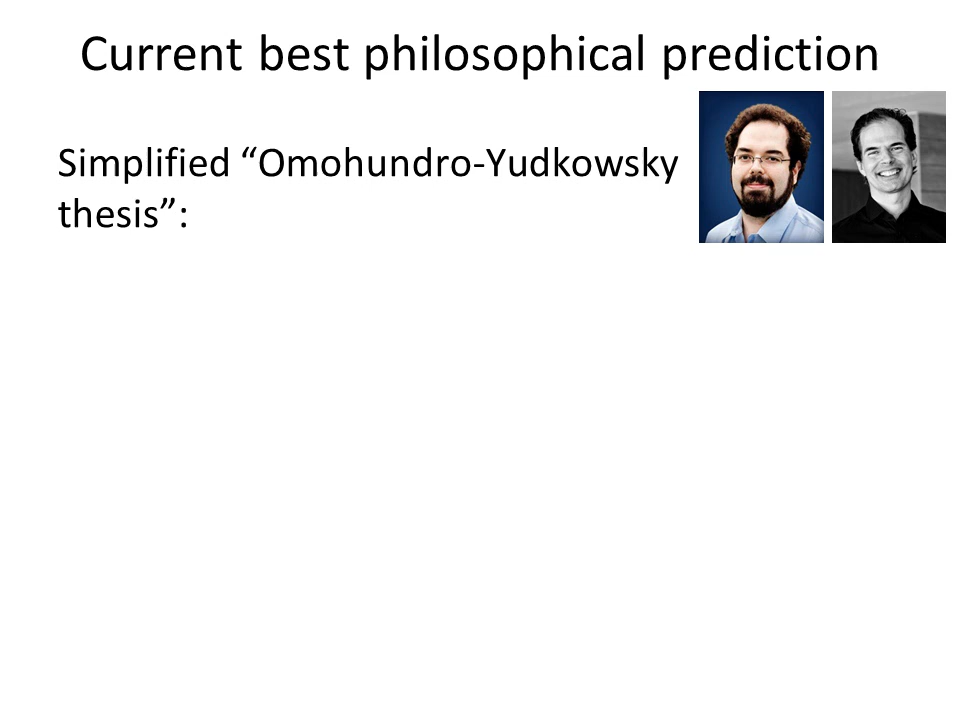 Current best philosophical prediction
Simplified “Omohundro-Yudkowsky
thesis”: